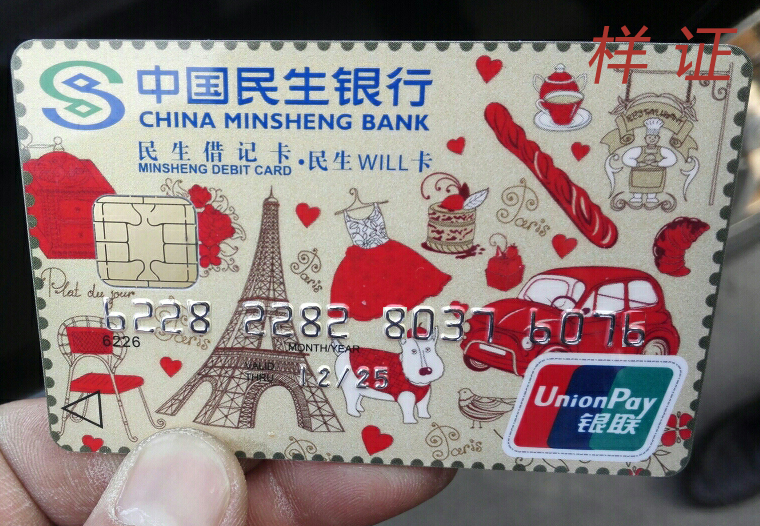 样证
中国民生银行
CHINA MINSHENG BANK
民生借记卡·民生WILL卡
MINSHENG DEBIT CARD
Paris
Paris
Plat du jour
6228 2282 8037 6076
6226
MONTH/YEAR
VALID
THRU
12/25
UnionPay
银联
Paris
Paris